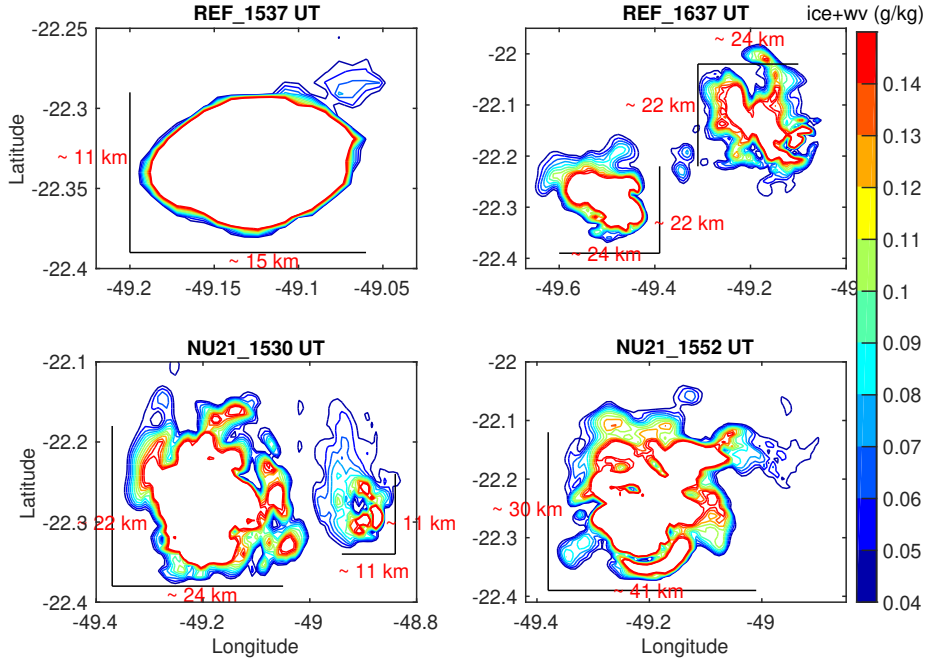 REF_1537 UT
-22.25
-22.3
-22.35
-22.4
Latitude
~ 11 km
~ 15 km
-49.2
-49.15
-49.1
-49.05
REF_1637 UT
-22
-22.1
-22.2
-22.3
-22.4
~ 24 km
~ 22 km
~ 22 km
~ 24 km
-49.6
-49.4
-49.2
-49
ice+wv (g/kg)
0.14
0.13
0.12
0.11
0.1
0.09
0.08
0.07
0.06
0.05
0.04
NU21_1530 UT
-22.1
-22.2
-22.3
-22.4
Latitude
22 km
~ 11 km
~ 11 km
~ 24 km
-49.4
-49.2
-49
-48.8
Longitude
NU21_1552 UT
-22
-22.1
-22.2
-22.3
-22.4
~ 30 km
~ 41 km
-49.4
-49.2
-49
Longitude